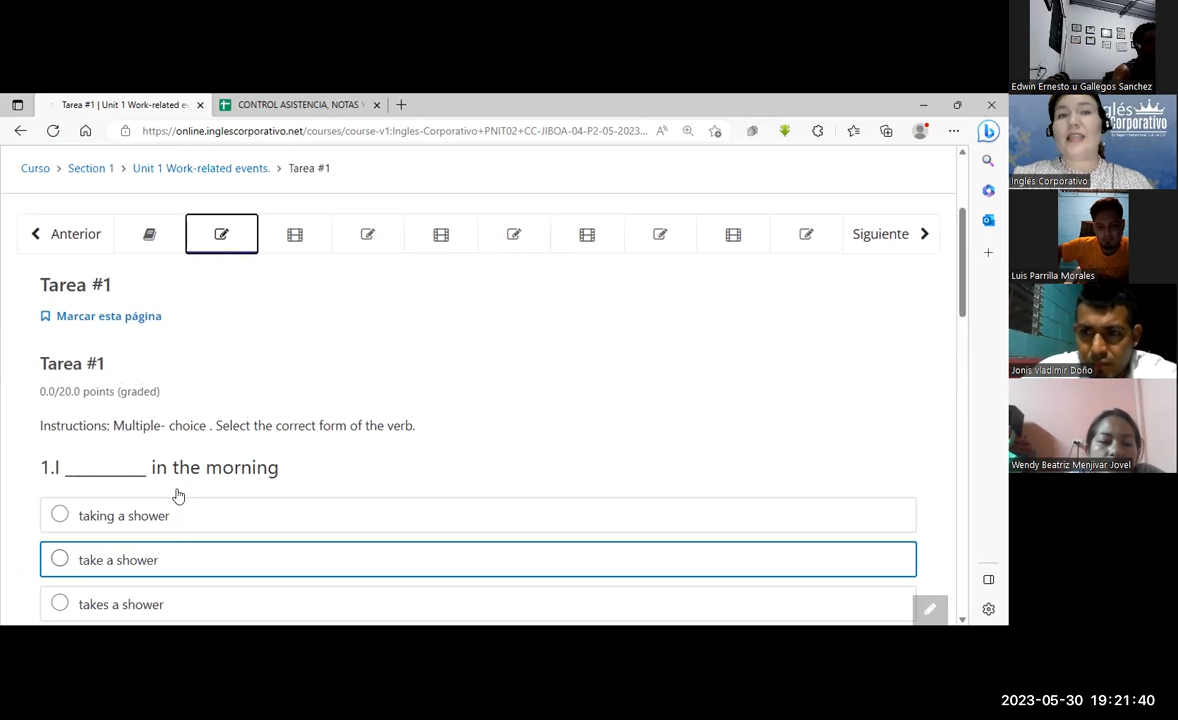 Tarea #1 | Unit 1 Work-related e
CONTROL ASISTENCIA, NOTAS
https://online.inglescorporativo.net/courses/course-v1:Ingles-Corporativo+PNIT02+CC-JIBOA-04-P2-05-2023...
Curso > Section 1 > Unit 1 Work-related events. > Tarea #1
Anterior
Siguiente
Tarea #1
Marcar esta página
Tarea #1
0.0/20.0 points (graded)
Instructions: Multiple- choice . Select the correct form of the verb.
1.I _________ in the morning
taking a shower
take a shower
takes a shower
Edwin Ernesto u Gallegos Sanchez
glés
Corporativo
Inglés Corporativo
Luis Parrilla Morales
Jonis vladimir Doño
Wendy Beatriz Menjivar Jovel
2023-05-30 19:21:40